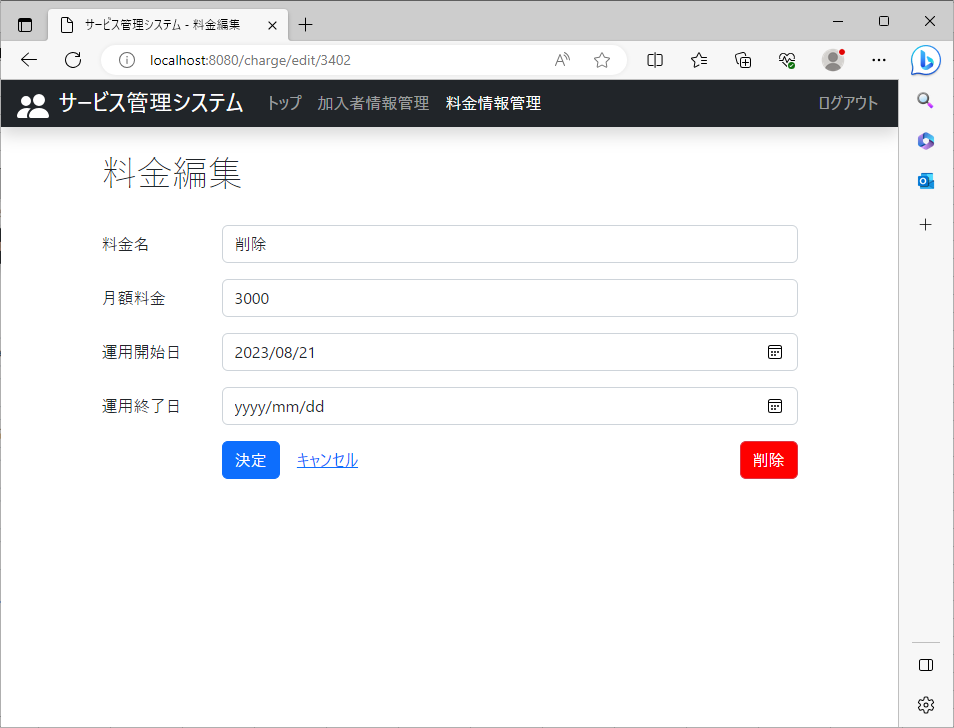 サービス管理システム - 料金編集
localhost:8080/charge/edit/3402
サービス管理システム トップ 加入者情報管理 料金情報管理 ログアウト
料金編集
料金名 削除
月額料金 3000
運用開始日 2023/08/21
運用終了日 yyyy/mm/dd
決定 キャンセル 削除